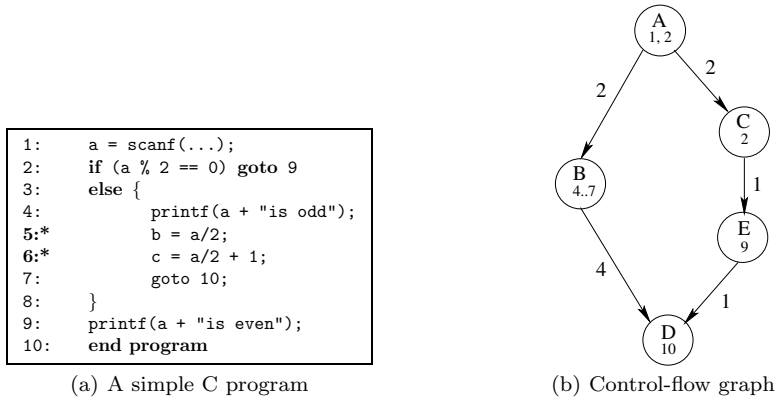 1: a = scanf(...);
2: if (a % 2 == 0) goto 9
3: else {
4: printf(a + "is odd");
5:* b = a/2;
6:* c = a/2 + 1;
7: goto 10;
8: }
9: printf(a + "is even");
10: end program
(a) A simple C program
A
1, 2
2
2
C
2
B
4..7
1
E
9
4
1
D
10
(b) Control-flow graph